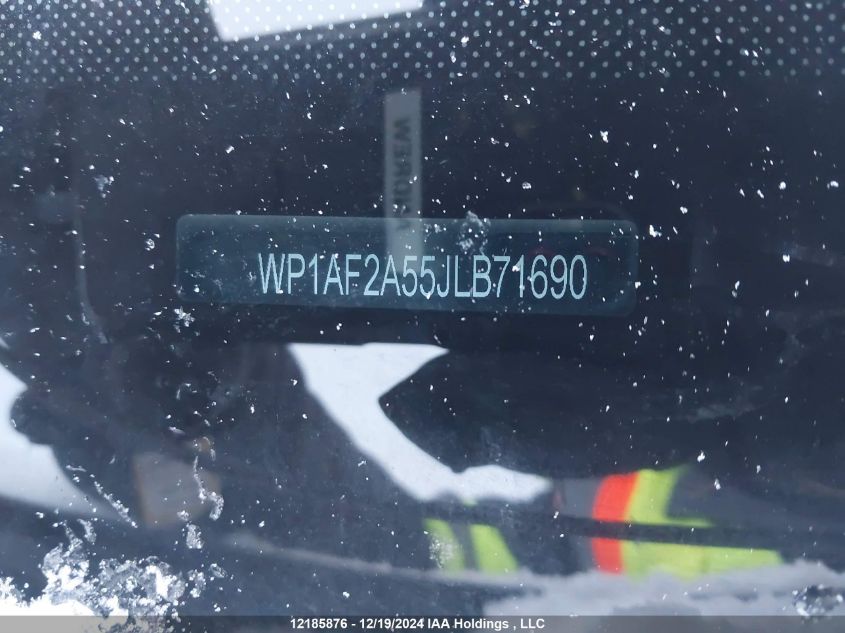 WP1AF2A55JLB71690
12185876 - 12/19/2024 IAA Holdings , LLC